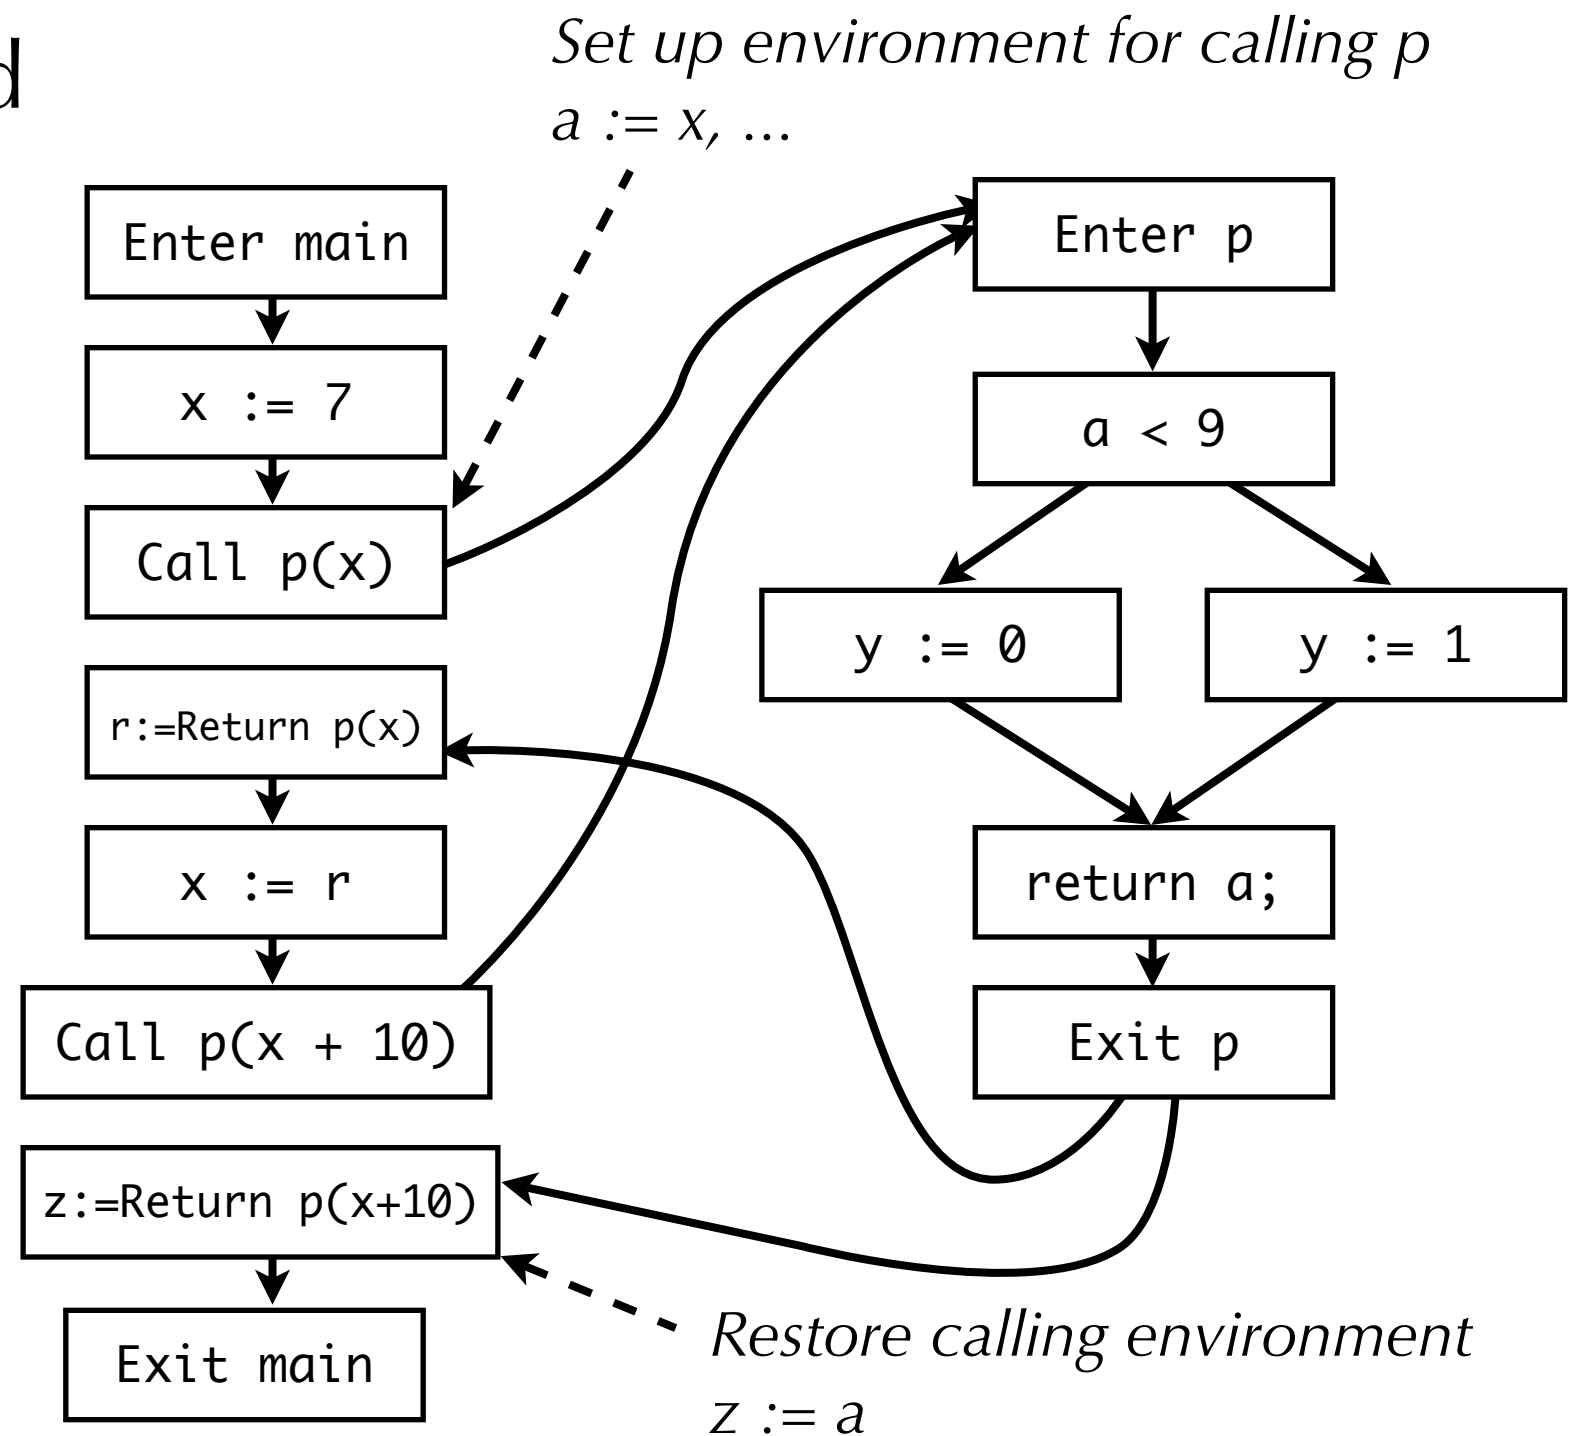 d
Set up environment for calling p
a := x, ...
Enter main
x := 7
Call p(x)
r:=Return p(x)
x := r
Call p(x + 10)
z:=Return p(x+10)
Exit main
Enter p
a < 9
y := 0
y := 1
return a;
Exit p
Restore calling environment
z := a